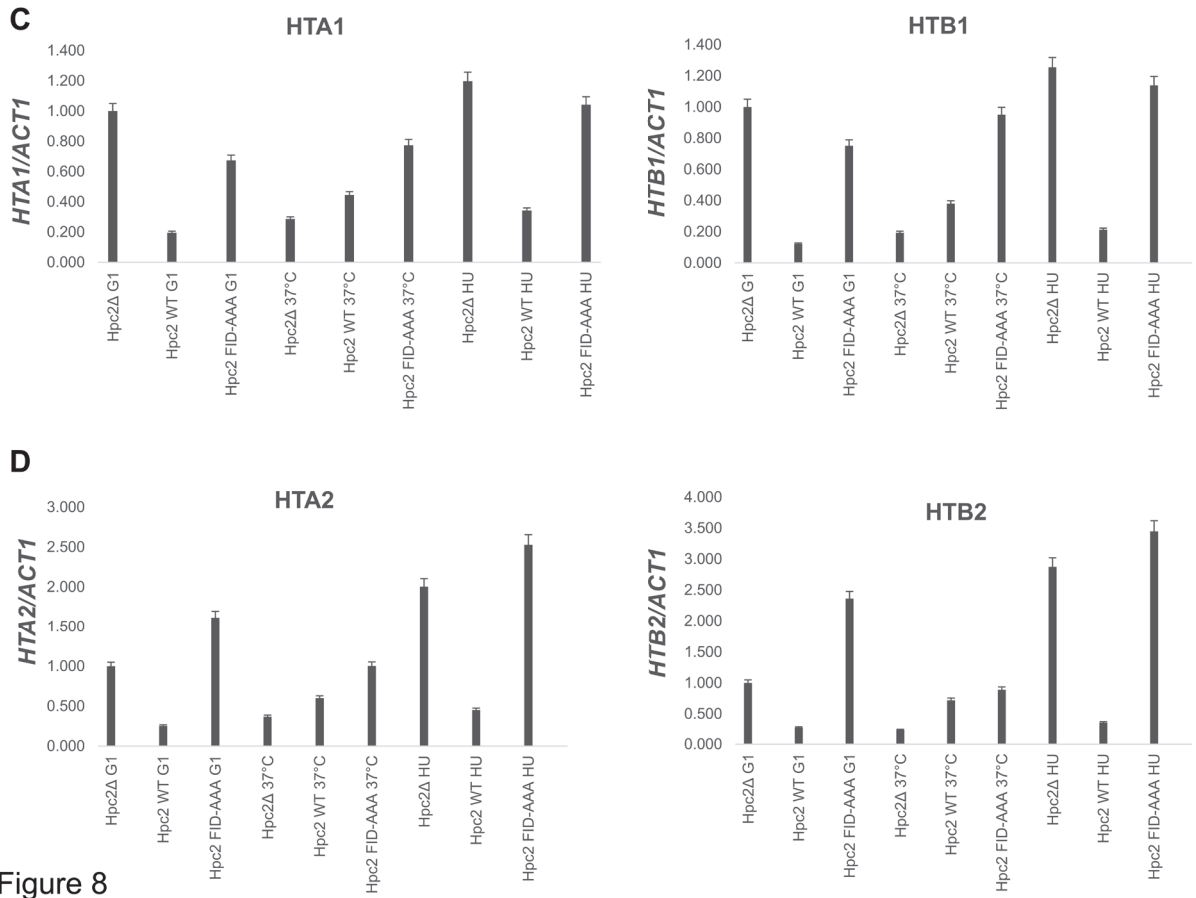 C
HTA1
HTA1/ACT1
1.400
1.200
1.000
0.800
0.600
0.400
0.200
0.000
Hpc2Δ G1
Hpc2 WT G1
Hpc2 FID-AAA G1
Hpc2Δ 37°C
Hpc2 WT 37°C
Hpc2 FID-AAA 37°C
Hpc2Δ HU
Hpc2 WT HU
Hpc2 FID-AAA HU
HTB1
HTB1/ACT1
1.400
1.200
1.000
0.800
0.600
0.400
0.200
0.000
Hpc2Δ G1
Hpc2 WT G1
Hpc2 FID-AAA G1
Hpc2Δ 37°C
Hpc2 WT 37°C
Hpc2 FID-AAA 37°C
Hpc2Δ HU
Hpc2 WT HU
Hpc2 FID-AAA HU
D
HTA2
HTA2/ACT1
3.000
2.500
2.000
1.500
1.000
0.500
0.000
Hpc2Δ G1
Hpc2 WT G1
Hpc2 FID-AAA G1
Hpc2Δ 37°C
Hpc2 WT 37°C
Hpc2 FID-AAA 37°C
Hpc2Δ HU
Hpc2 WT HU
Hpc2 FID-AAA HU
HTB2
HTB2/ACT1
4.000
3.500
3.000
2.500
2.000
1.500
1.000
0.500
0.000
Hpc2Δ G1
Hpc2 WT G1
Hpc2 FID-AAA G1
Hpc2Δ 37°C
Hpc2 WT 37°C
Hpc2 FID-AAA 37°C
Hpc2Δ HU
Hpc2 WT HU
Hpc2 FID-AAA HU
Figure 8